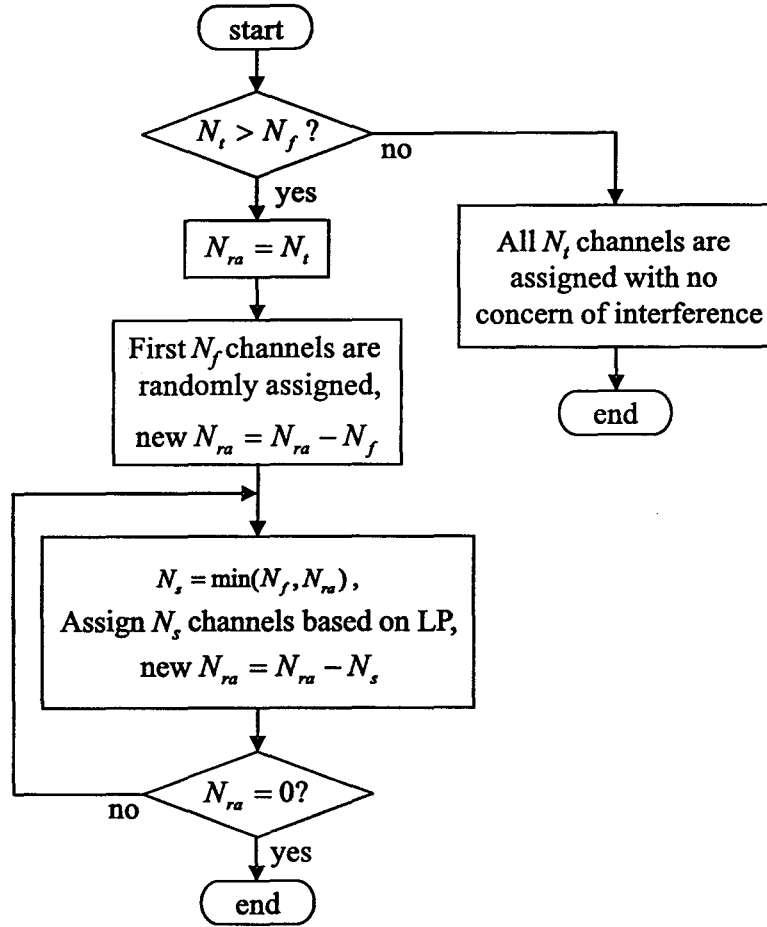 start
N_t > N_f ?
no
yes
N_ra = N_t
All N_t channels are
assigned with no
concern of interference
First N_f channels are
randomly assigned,
new N_ra = N_ra − N_f
end
N_s = min(N_f, N_ra),
Assign N_s channels based on LP,
new N_ra = N_ra − N_s
N_ra = 0?
no
yes
end